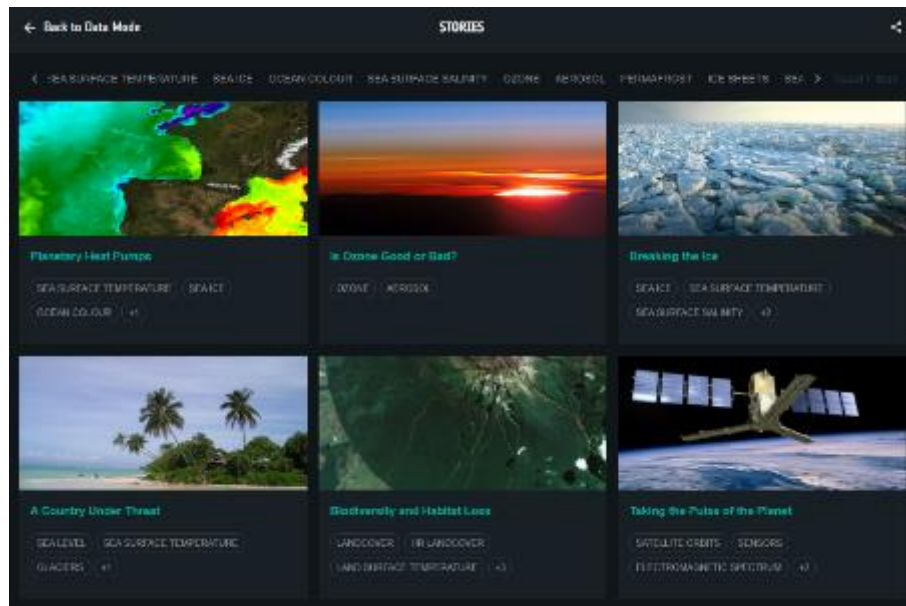 ← Back to Data Mode
STORIES
SEA SURFACE TEMPERATURE SEA ICE OCEAN COLOUR SEA SURFACE SALINITY OZONE AEROSOL PERMAFROST ICE SHEETS SEA
Planetary Heat Pumps
SEA SURFACE TEMPERATURE SEA ICE
OCEAN COLOUR +1
Is Ozone Good or Bad?
OZONE AEROSOL
Breaking the Ice
SEA ICE SEA SURFACE TEMPERATURE
SEA SURFACE SALINITY +2
A Country Under Threat
SEA LEVEL SEA SURFACE TEMPERATURE
GLACIERS +1
Biodiversity and Habitat Loss
LANDCOVER HR LANDCOVER
LAND SURFACE TEMPERATURE +3
Taking the Pulse of the Planet
SATELLITE ORBITS SENSORS
ELECTROMAGNETIC SPECTRUM +2